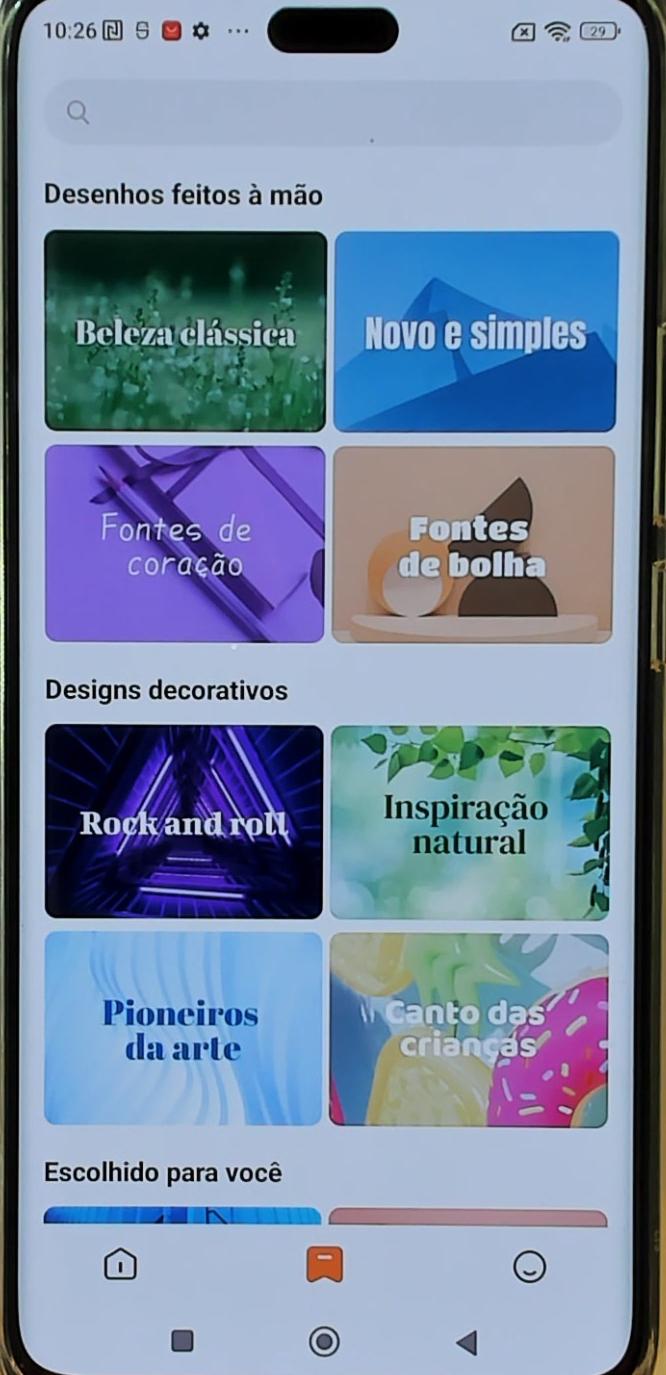 10:26
29
Desenhos feitos à mão
Beleza clássica
Novo e simples
Fontes de
coração
Fontes
de bolha
Designs decorativos
Rock and roll
Inspiração
natural
Pioneiros
da arte
Canto das
crianças
Escolhido para você